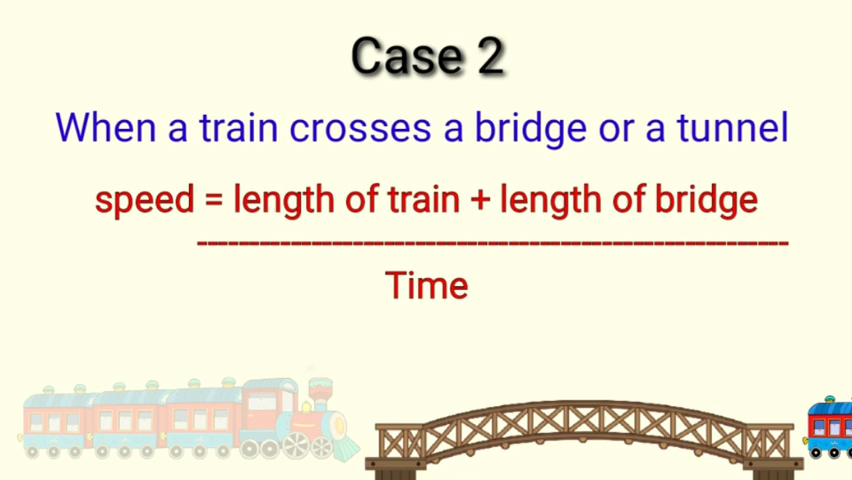 Case 2
When a train crosses a bridge or a tunnel
speed = length of train + length of bridge
------------------------------------------------------------
Time